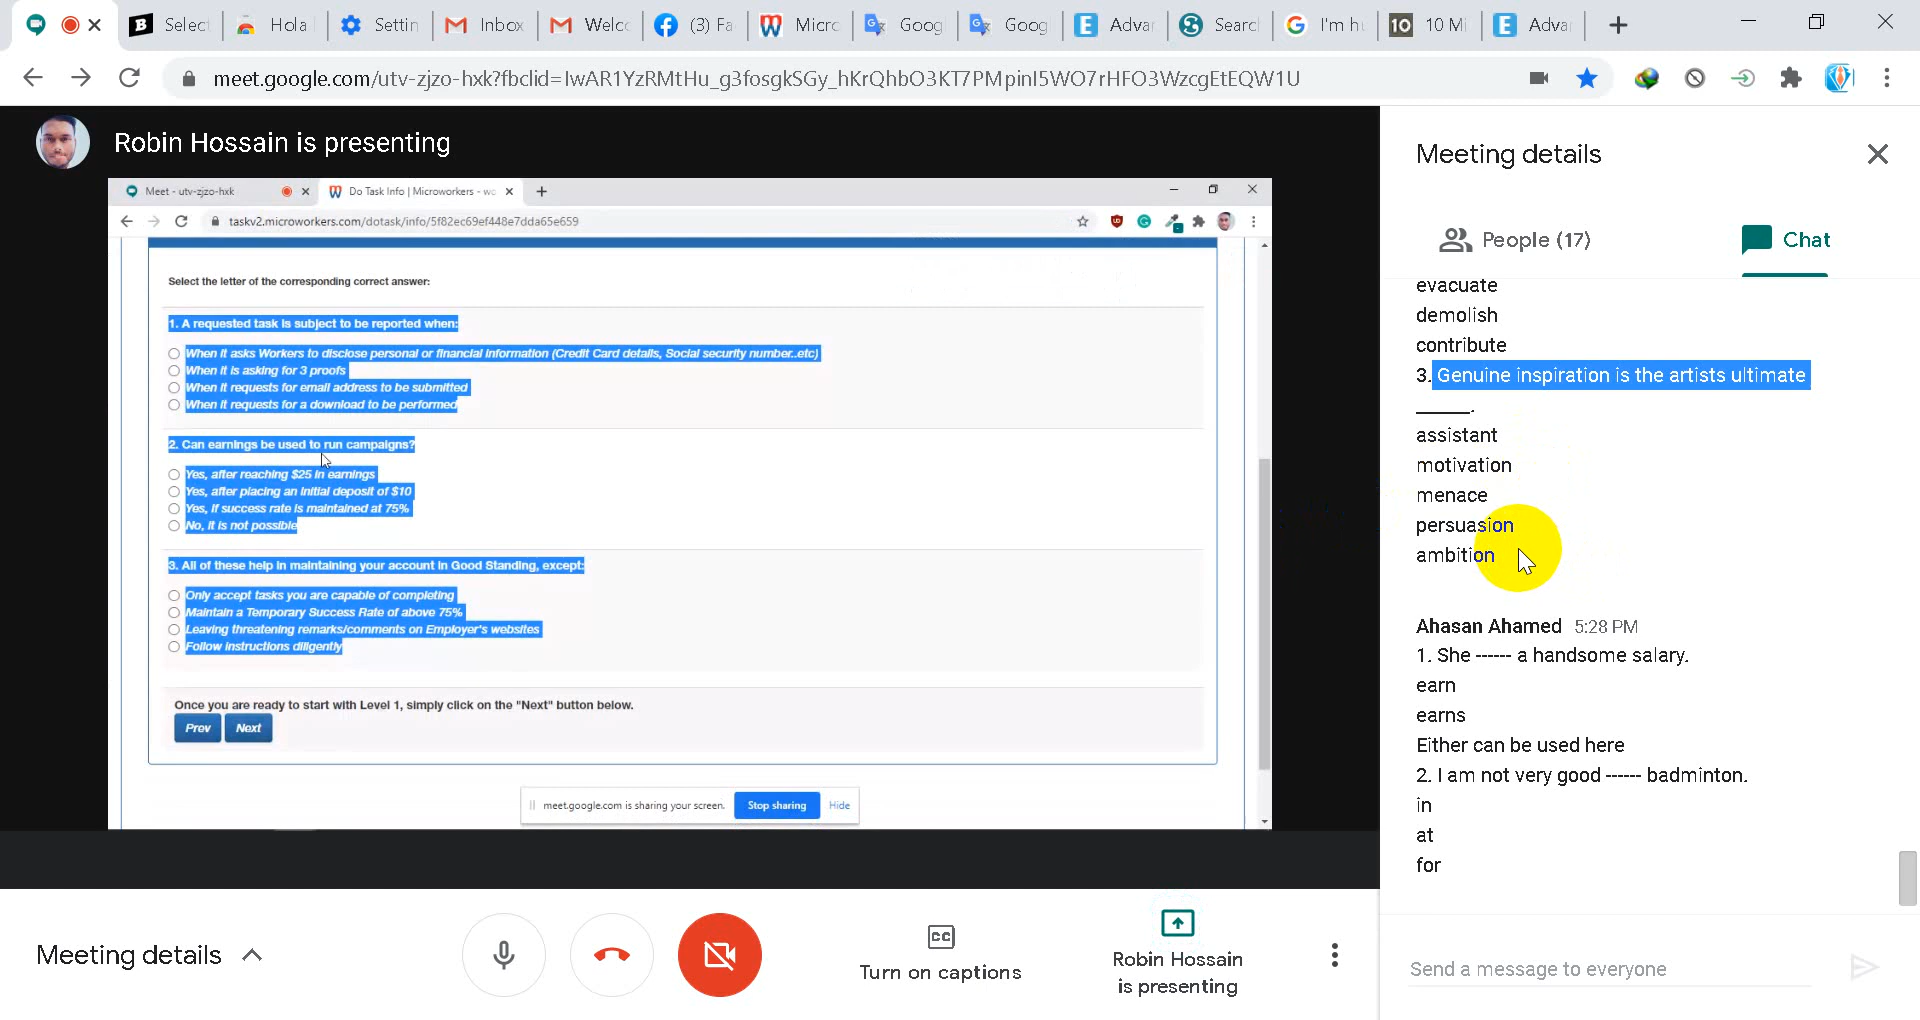 Select
Hola
Settin
Inbox
Welc
(3) Fa
Micro
Goog
Goog
Adva
Searc
I'm hu
10 Mi
Adva
meet.google.com/utv-zjzo-hxk?fbclid=IwAR1YzRMtHu_g3fosgkSGy_hKrQhbO3KT7PMpinI5WO7rHFO3WzcgEtEQW1U
Robin Hossain is presenting
Meet - utv-zjzo-hxk
Do Task Info | Microworkers - wo
taskv2.microworkers.com/dotask/info/5f82ec69ef448e7dda65e659
Select the letter of the corresponding correct answer:
1. A requested task is subject to be reported when:
When it asks Workers to disclose personal or financial information (Credit Card details, Social security number..etc)
When it is asking for 3 proofs
When it requests for email address to be submitted
When it requests for a download to be performed
2. Can earnings be used to run campaigns?
Yes, after reaching $25 in earnings
Yes, after placing an initial deposit of $10
Yes, if success rate is maintained at 75%
No, it is not possible
3. All of these help in maintaining your account in Good Standing, except:
Only accept tasks you are capable of completing
Maintain a Temporary Success Rate of above 75%
Leaving threatening remarks/comments on Employer's websites
Follow instructions diligently
Once you are ready to start with Level 1, simply click on the "Next" button below.
Prev Next
meet.google.com is sharing your screen. Stop sharing Hide
Meeting details
People (17)
Chat
evacuate
demolish
contribute
3. Genuine inspiration is the artists ultimate
______.
assistant
motivation
menace
persuasion
ambition
Ahasan Ahamed 5:28 PM
1. She ------ a handsome salary.
earn
earns
Either can be used here
2. I am not very good ------ badminton.
in
at
for
Send a message to everyone
Meeting details
Turn on captions
Robin Hossain
is presenting